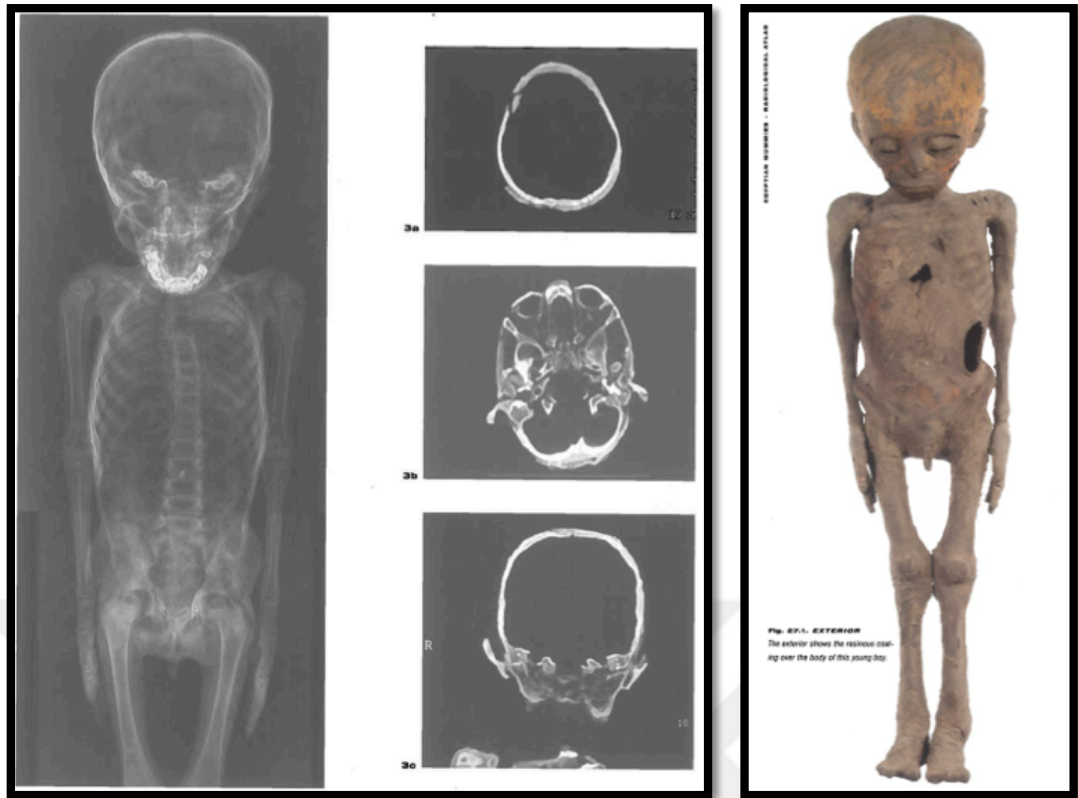 3a
3b
R
10
3c
EGYPTIAN MUMMIES - RADIOLOGICAL ATLAS
Fig. 27.1. EXTERIOR
The exterior shows the resinous coat-
ing over the body of this young boy.